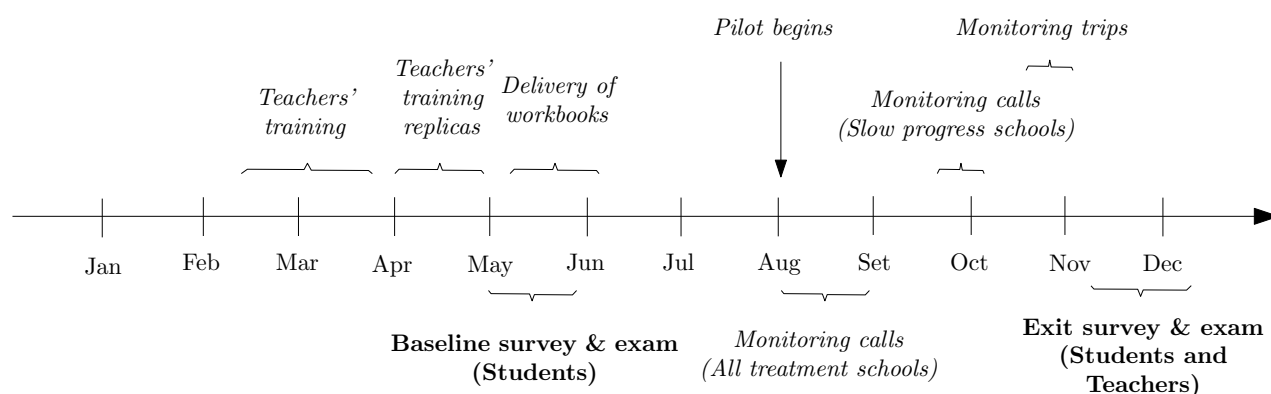 Pilot begins
Monitoring trips
Teachers'
training
Teachers'
training
replicas
Delivery of
workbooks
Monitoring calls
(Slow progress schools)
Jan
Feb
Mar
Apr
May
Jun
Jul
Aug
Set
Oct
Nov
Dec
Baseline survey & exam
(Students)
Monitoring calls
(All treatment schools)
Exit survey & exam
(Students and
Teachers)